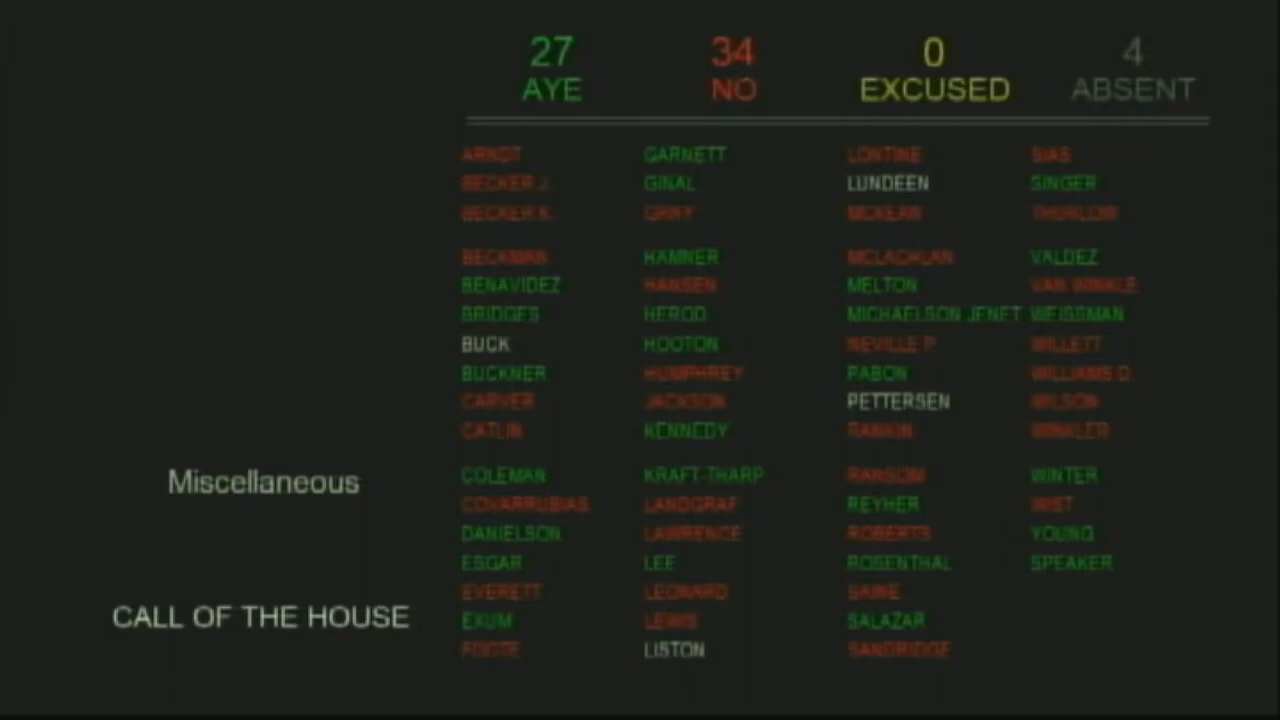 27 34 0 4
AYE NO EXCUSED ABSENT
ARNDT GARNETT LONTINE SIAS
BECKER J. GINAL LUNDEEN SINGER
BECKER K. GRAY MCKEAN THURLOW
BECKMAN HAMNER MCLACHLAN VALDEZ
BENAVIDEZ HANSEN MELTON VAN WINKLE
BRIDGES HEROD MICHAELSON JENET WEISSMAN
BUCK HOOTON NEVILLE P. WILLETT
BUCKNER HUMPHREY PABON WILLIAMS D.
CARVER JACKSON PETTERSEN WILSON
CATLIN KENNEDY RANKIN WINKLER
Miscellaneous COLEMAN KRAFT-THARP RANSOM WINTER
COVARRUBIAS LANDGRAF REYHER WIST
DANIELSON LAWRENCE ROBERTS YOUNG
ESGAR LEE ROSENTHAL SPEAKER
EVERETT LEONARD SAINE
CALL OF THE HOUSE EXUM LEWIS SALAZAR
FOOTE LISTON SANDRIDGE